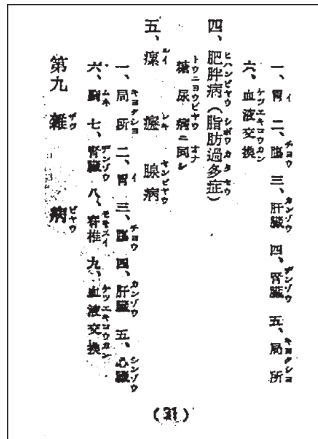 一、胃 二、腸 三、肝臓 四、腎臓 五、局所
六、血液交換
四、肥胖病(脂肪過多症)
糖尿病ニ同シ
五、瘰癧腺病
一、局所 二、胃 三、腸 四、肝臓 五、心臓
六、胸 七、腎臓 八、脊椎 九、血液交換
第九 雜病
(31)